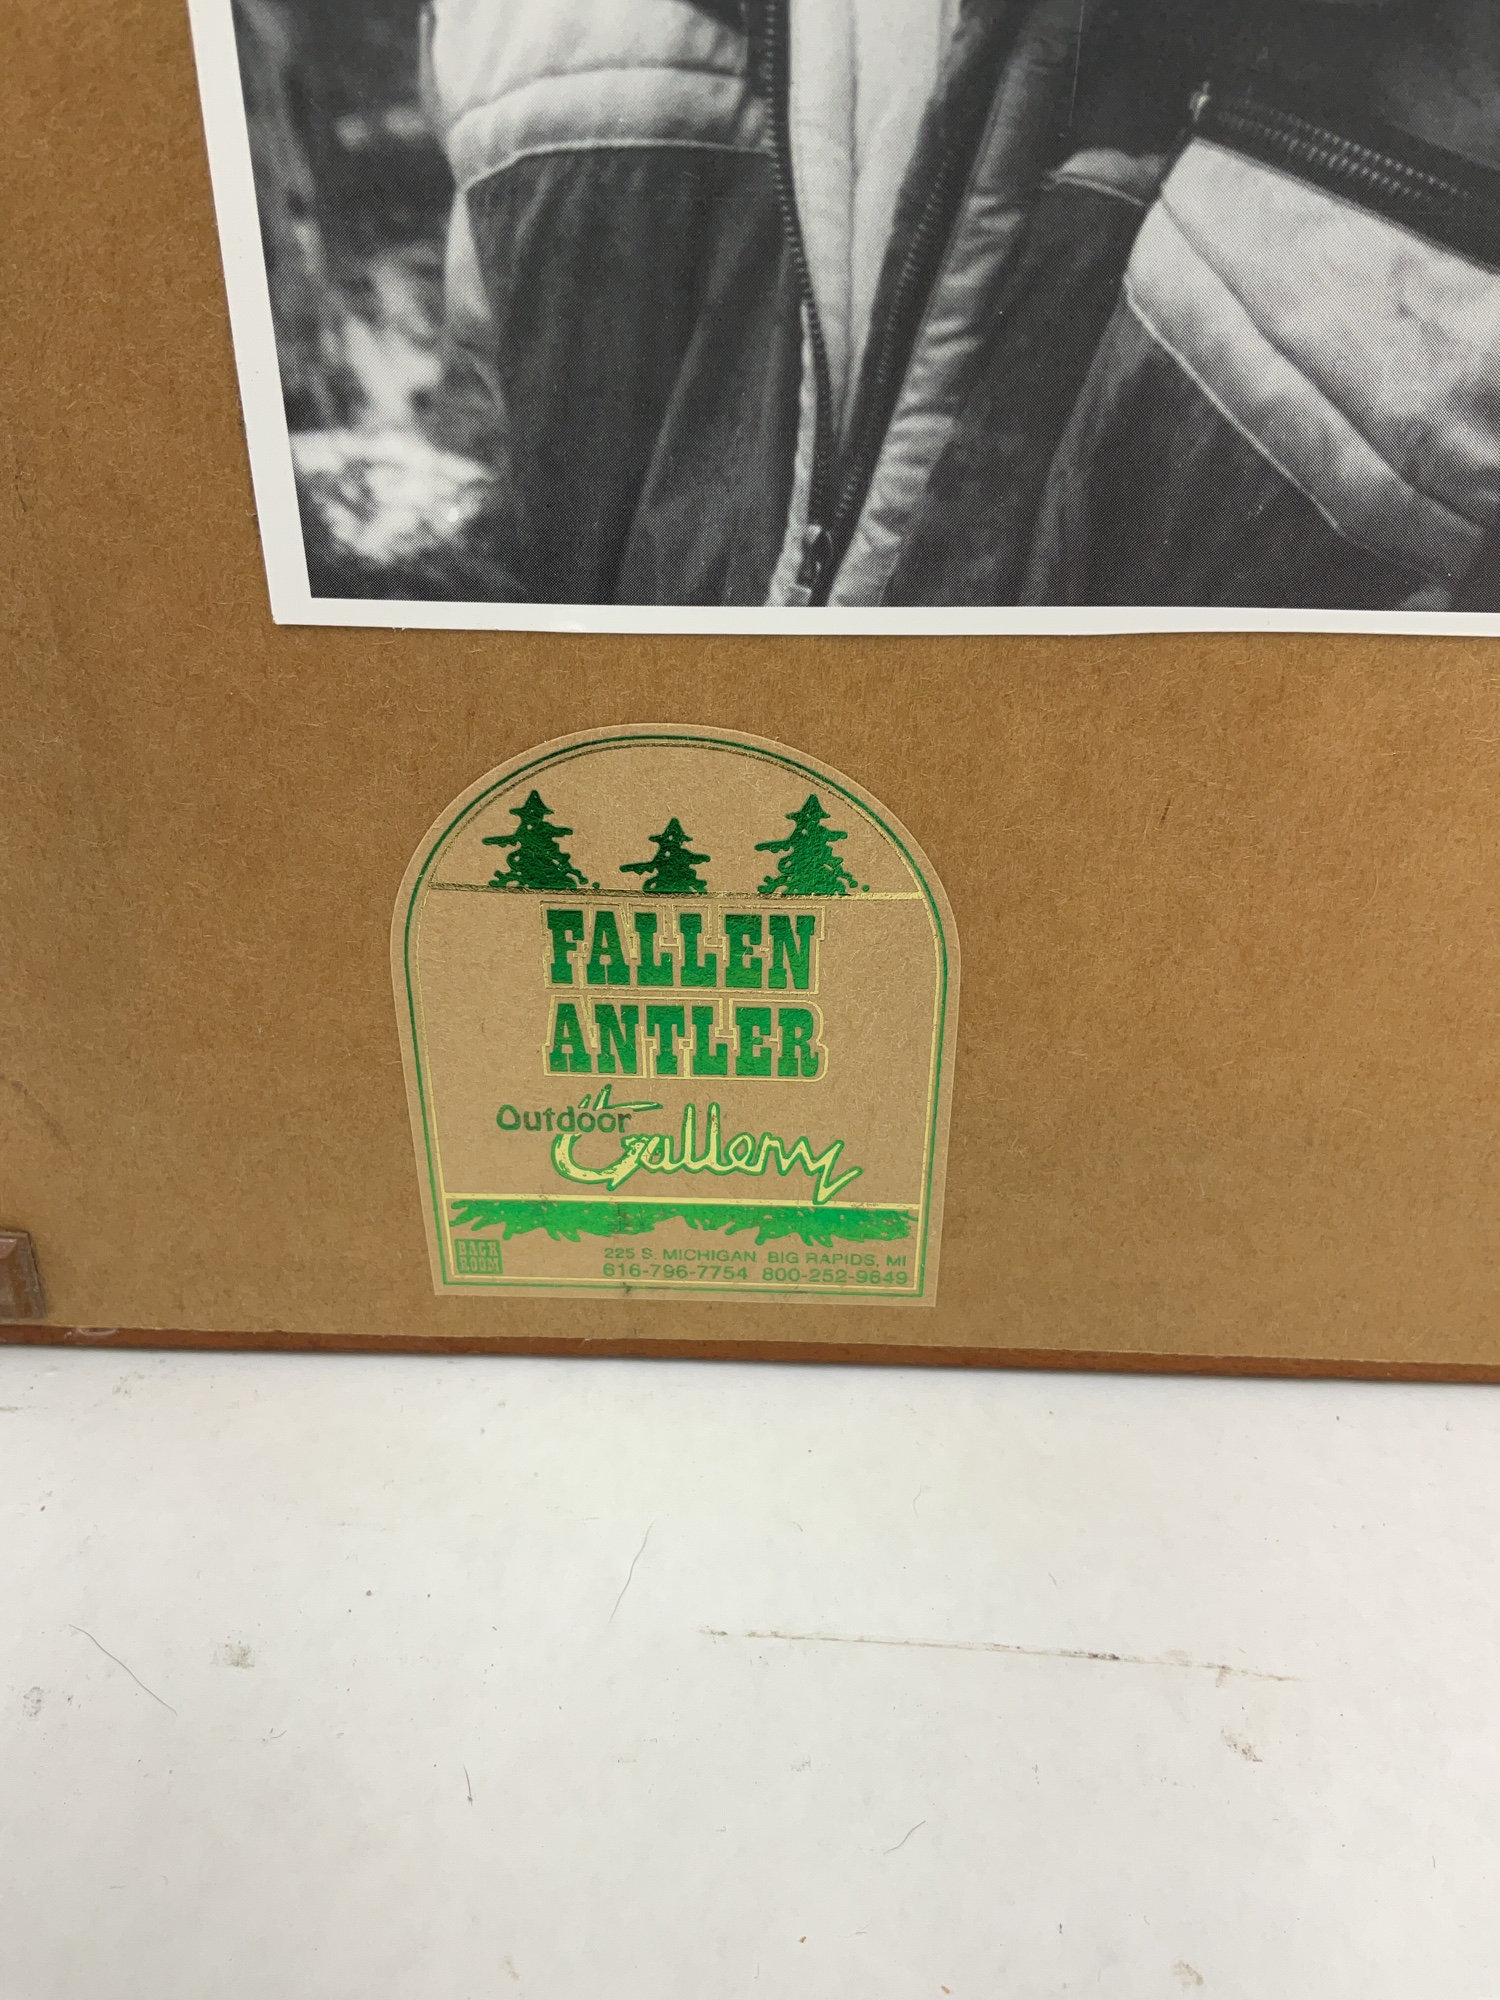 FALLEN
ANTLER
Outdoor Gallery
BACK
ROOM
225 S. MICHIGAN BIG RAPIDS, MI
616-796-7754 800-252-9649